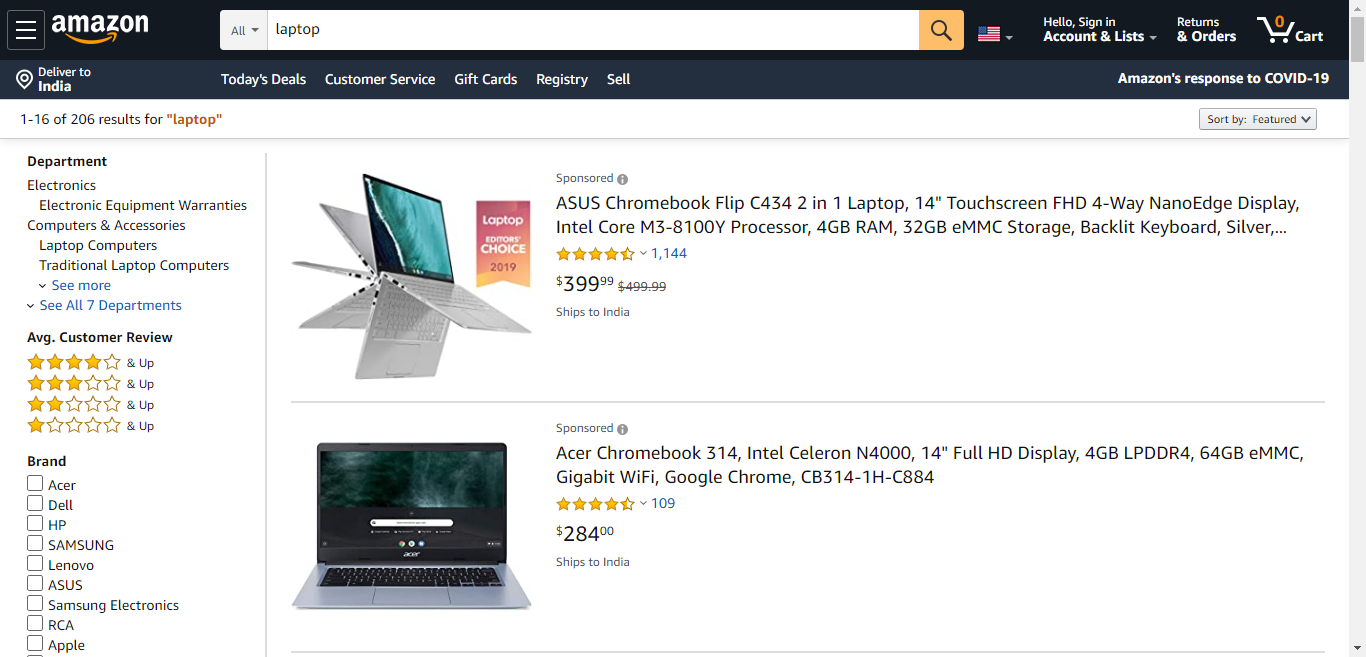 amazon
All
laptop
Hello, Sign in
Account & Lists
Returns
& Orders
0
Cart
Deliver to
India
Today's Deals
Customer Service
Gift Cards
Registry
Sell
Amazon's response to COVID-19
1-16 of 206 results for "laptop"
Sort by: Featured
Department
Electronics
Electronic Equipment Warranties
Computers & Accessories
Laptop Computers
Traditional Laptop Computers
See more
See All 7 Departments
Avg. Customer Review
& Up
& Up
& Up
& Up
Brand
Acer
Dell
HP
SAMSUNG
Lenovo
ASUS
Samsung Electronics
RCA
Apple
Laptop
EDITORS'
CHOICE
2019
Sponsored
ASUS Chromebook Flip C434 2 in 1 Laptop, 14" Touchscreen FHD 4-Way NanoEdge Display,
Intel Core M3-8100Y Processor, 4GB RAM, 32GB eMMC Storage, Backlit Keyboard, Silver,...
1,144
$399.99 $499.99
Ships to India
acer
Sponsored
Acer Chromebook 314, Intel Celeron N4000, 14" Full HD Display, 4GB LPDDR4, 64GB eMMC,
Gigabit WiFi, Google Chrome, CB314-1H-C884
109
$284.00
Ships to India